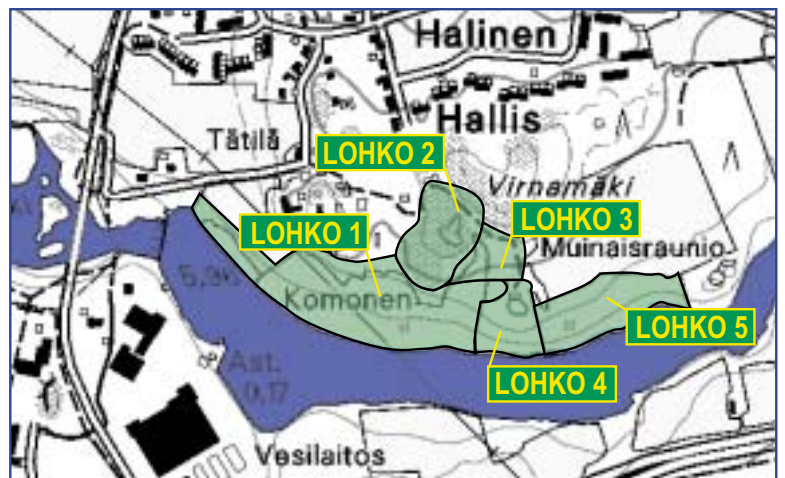 Halinen
Hallis
Tätilä
LOHKO 2
Virnamäki
LOHKO 3
LOHKO 1
Muinaisraunio
5,96
Komonen
LOHKO 5
Ast.
0,17
LOHKO 4
Vesilaitos